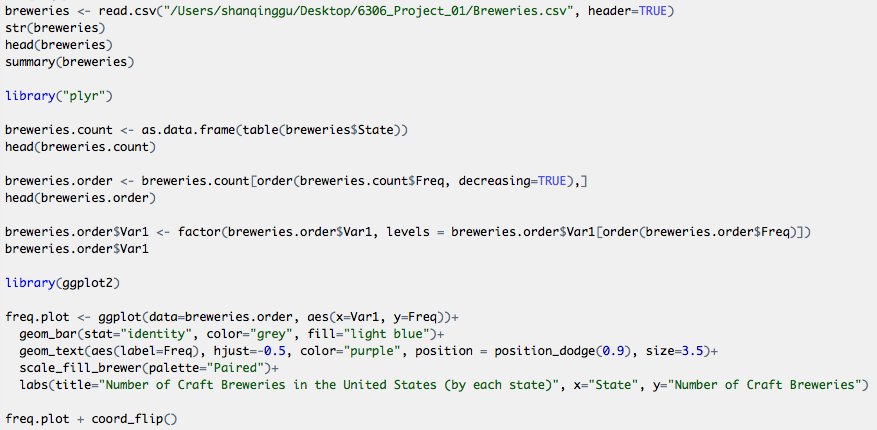 breweries <- read.csv("/Users/shanqinggu/Desktop/6306_Project_01/Breweries.csv", header=TRUE)
str(breweries)
head(breweries)
summary(breweries)
library("plyr")
breweries.count <- as.data.frame(table(breweries$State))
head(breweries.count)
breweries.order <- breweries.count[order(breweries.count$Freq, decreasing=TRUE),]
head(breweries.order)
breweries.order$Var1 <- factor(breweries.order$Var1, levels = breweries.order$Var1[order(breweries.order$Freq)])
breweries.order$Var1
library(ggplot2)
freq.plot <- ggplot(data=breweries.order, aes(x=Var1, y=Freq))+
  geom_bar(stat="identity", color="grey", fill="light blue")+
  geom_text(aes(label=Freq), hjust=-0.5, color="purple", position = position_dodge(0.9), size=3.5)+
  scale_fill_brewer(palette="Paired")+
  labs(title="Number of Craft Breweries in the United States (by each state)", x="State", y="Number of Craft Breweries")
freq.plot + coord_flip()